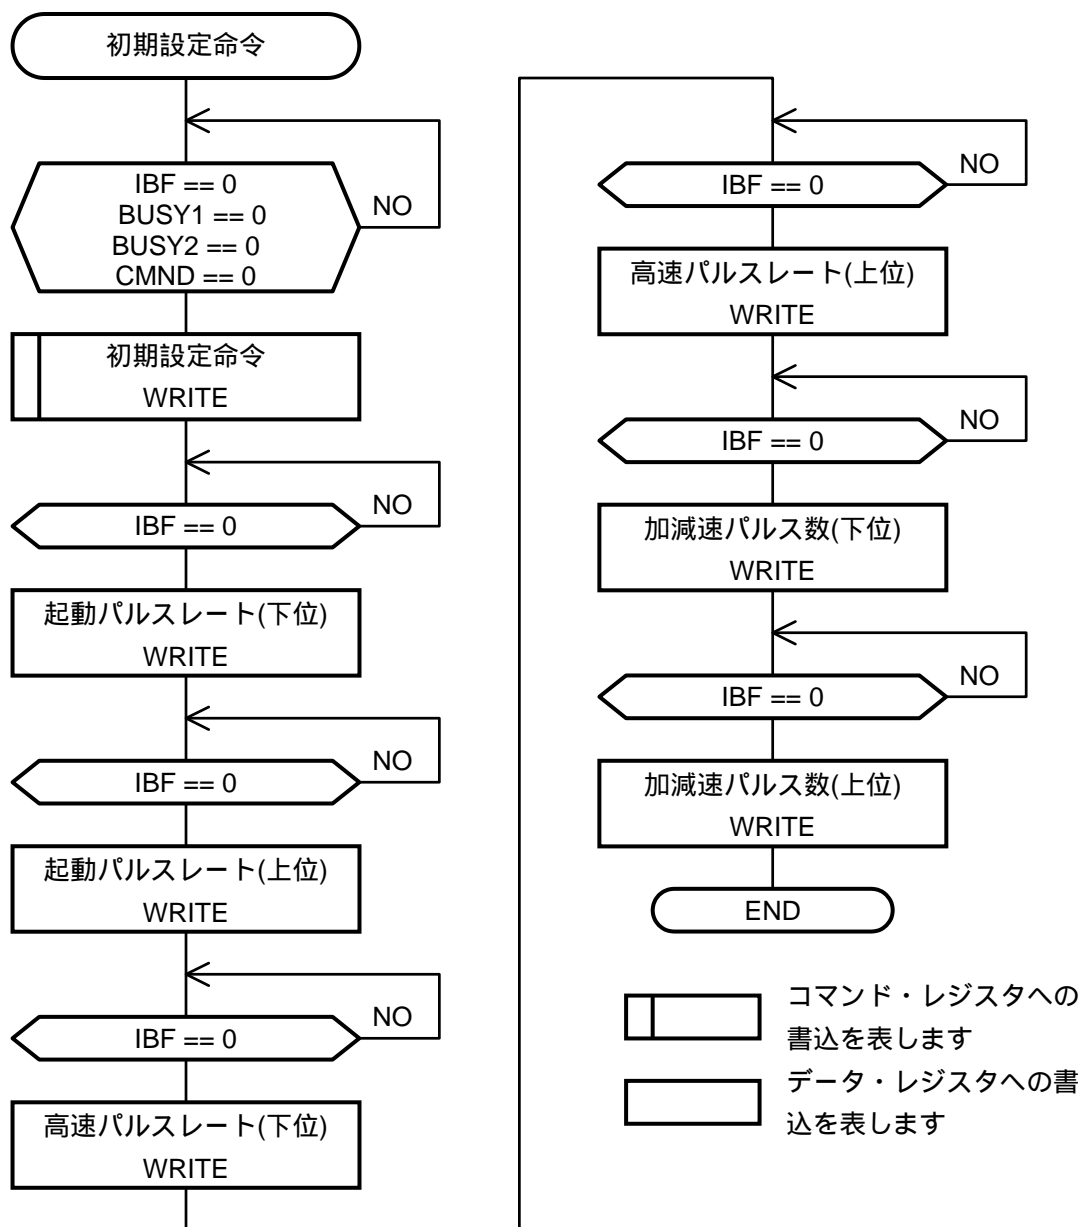 初期設定命令
IBF == 0
BUSY1 == 0
BUSY2 == 0
CMND == 0
NO
初期設定命令
WRITE
IBF == 0
NO
起動パルスレート(下位)
WRITE
IBF == 0
NO
起動パルスレート(上位)
WRITE
IBF == 0
NO
高速パルスレート(下位)
WRITE
IBF == 0
NO
高速パルスレート(上位)
WRITE
IBF == 0
NO
加減速パルス数(下位)
WRITE
IBF == 0
NO
加減速パルス数(上位)
WRITE
END
コマンド・レジスタへの
書込を表します
データ・レジスタへの書
込を表します